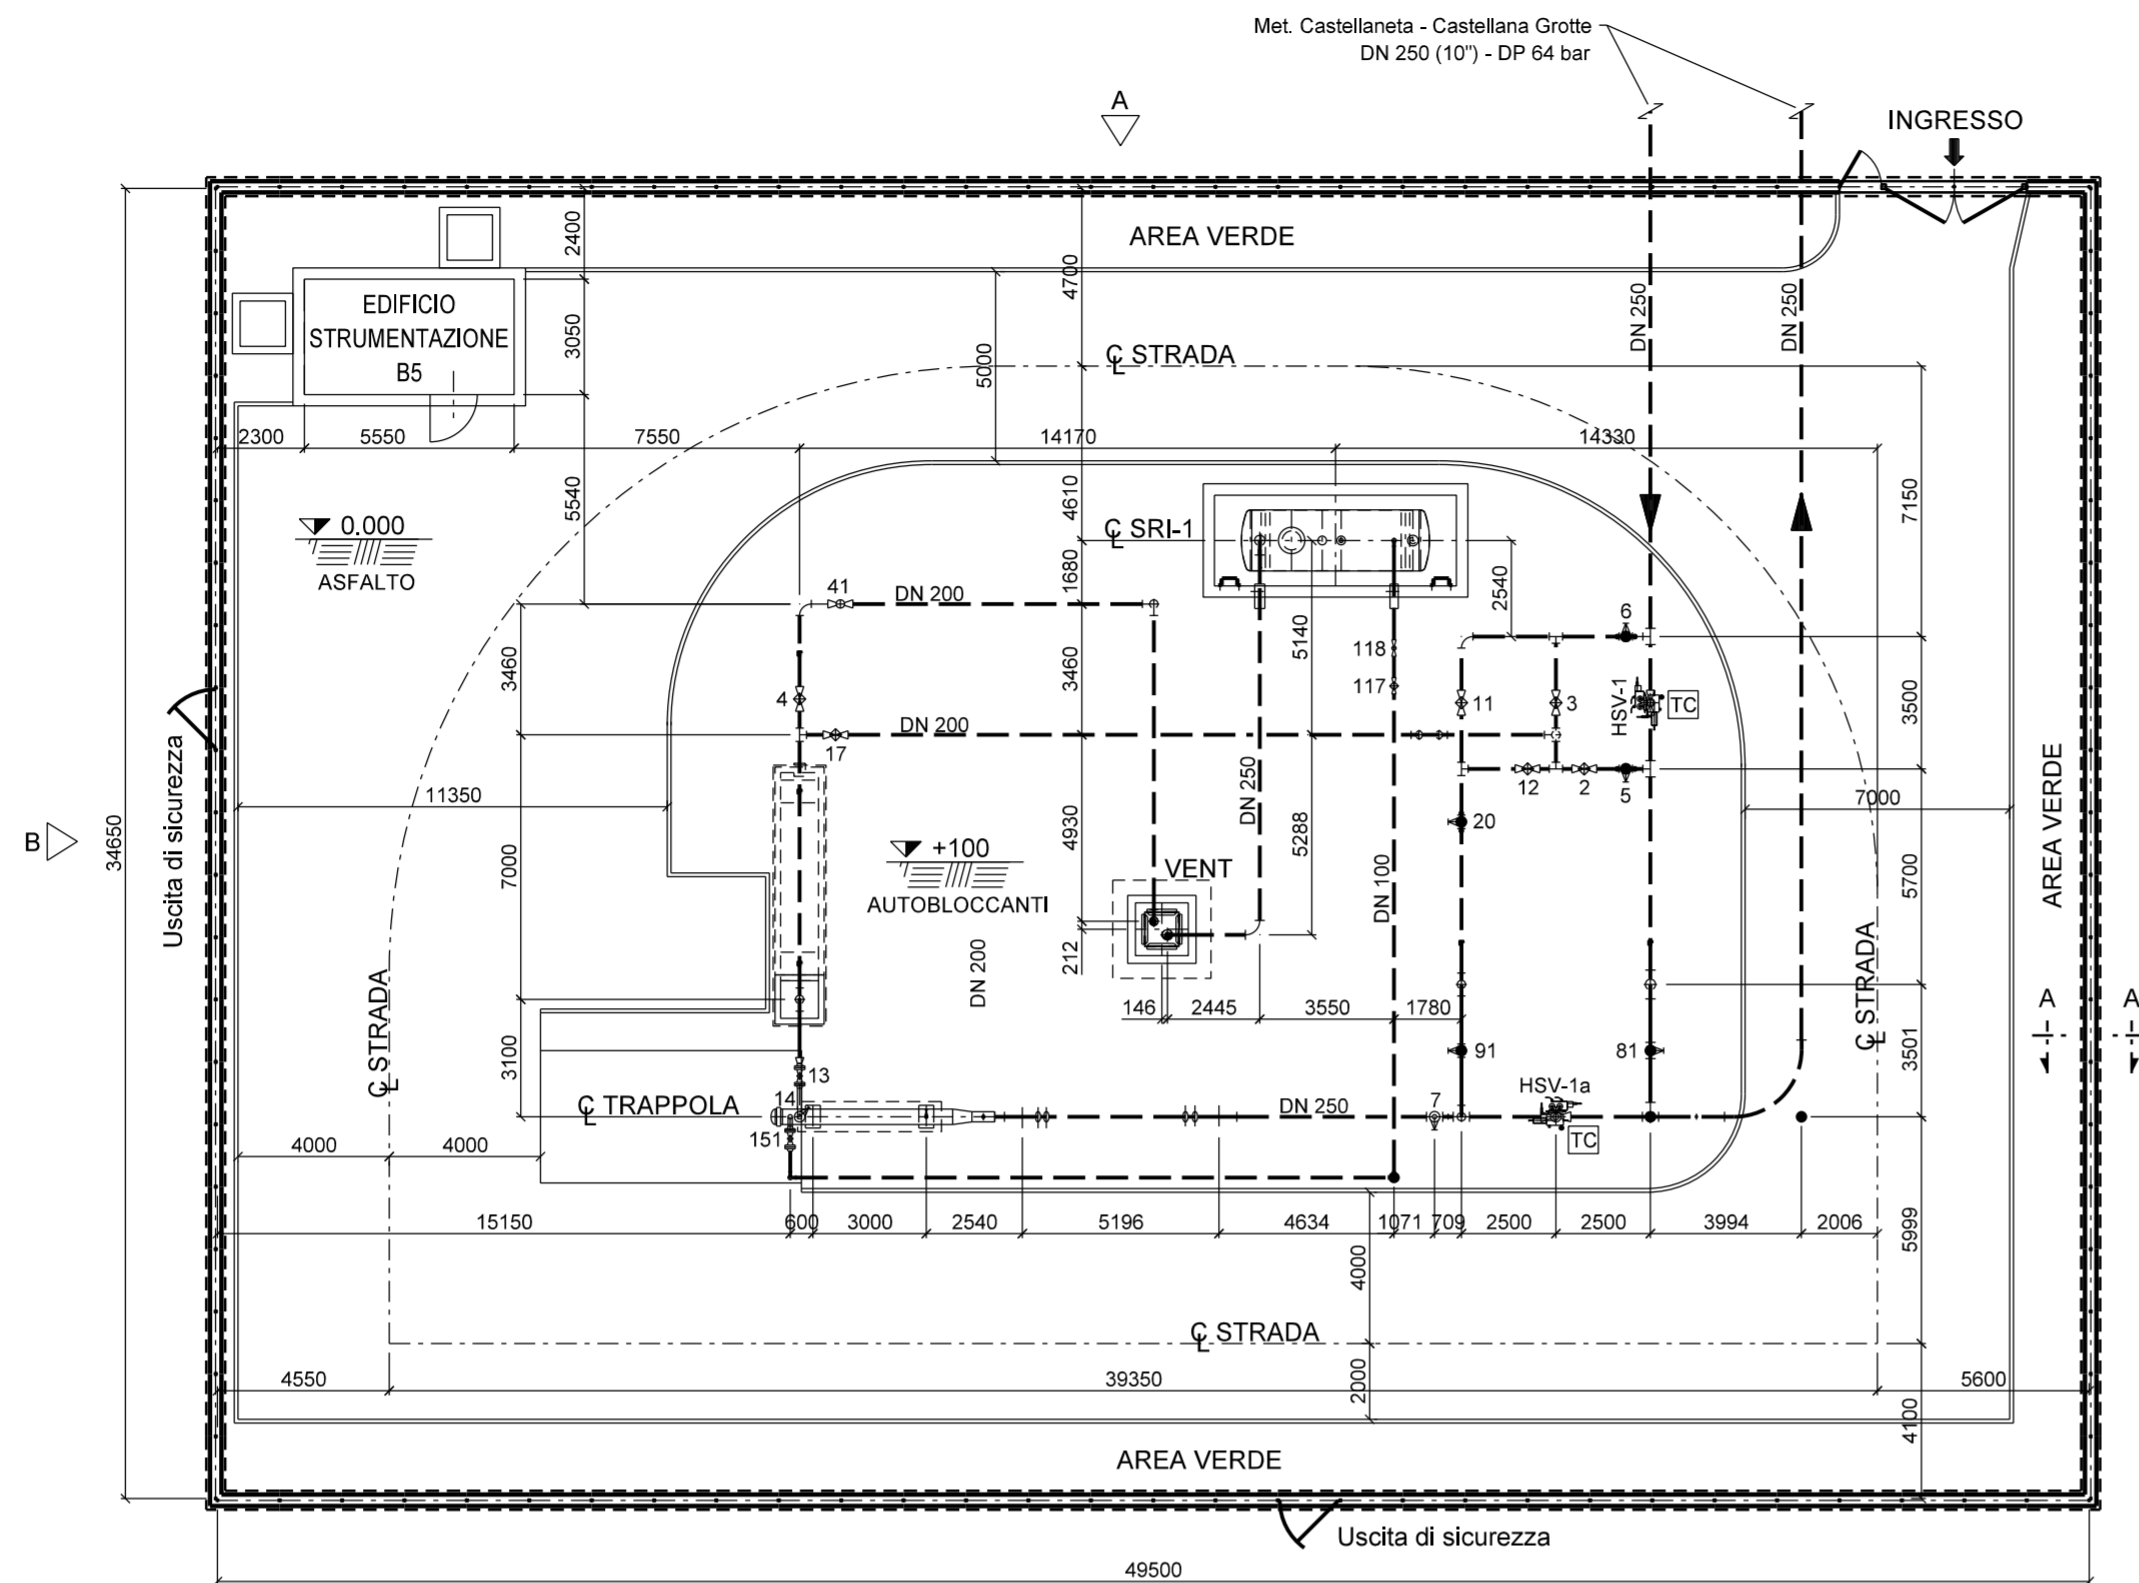 Met. Castellaneta - Castellana Grotte
DN 250 (10") - DP 64 bar
A
INGRESSO
AREA VERDE
2400
4700
EDIFICIO
STRUMENTAZIONE
B5
3050
DN 250
DN 250
5000
C̵L STRADA
2300
5550
7550
14170
14330
5540
4610
7150
0.000
ASFALTO
C̵L SRI-1
1680
2540
41
DN 200
6
3460
3460
5140
118
117
4
11
3
HSV-1
TC
3500
DN 200
17
12
2
5
Uscita di sicurezza
11350
7000
AREA VERDE
B
34650
7000
+100
AUTOBLOCCANTI
4930
DN 250
5288
20
5700
VENT
DN 100
DN 200
212
C̵L STRADA
C̵L STRADA
146
2445
3550
1780
A
A
3100
91
81
3501
13
14
HSV-1a
C̵L TRAPPOLA
DN 250
7
TC
151
4000
4000
15150
600
3000
2540
5196
4634
1071
709
2500
2500
3994
2006
5999
4000
C̵L STRADA
4550
39350
2000
5600
4100
AREA VERDE
Uscita di sicurezza
49500